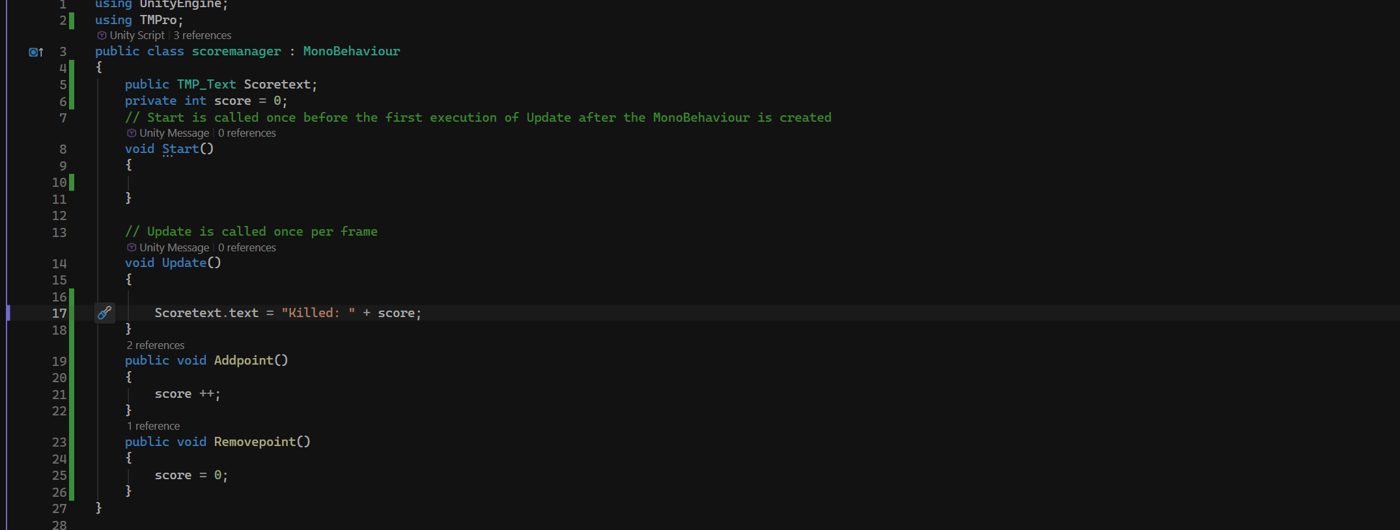 1 using UnityEngine;
2 using TMPro;
Unity Script | 3 references
3 public class scoremanager : MonoBehaviour
4 {
5 public TMP_Text Scoretext;
6 private int score = 0;
7 // Start is called once before the first execution of Update after the MonoBehaviour is created
Unity Message | 0 references
8 void Start()
9 {
10
11 }
12
13 // Update is called once per frame
Unity Message | 0 references
14 void Update()
15 {
16
17 Scoretext.text = "Killed: " + score;
18 }
2 references
19 public void Addpoint()
20 {
21 score ++;
22 }
1 reference
23 public void Removepoint()
24 {
25 score = 0;
26 }
27 }
28